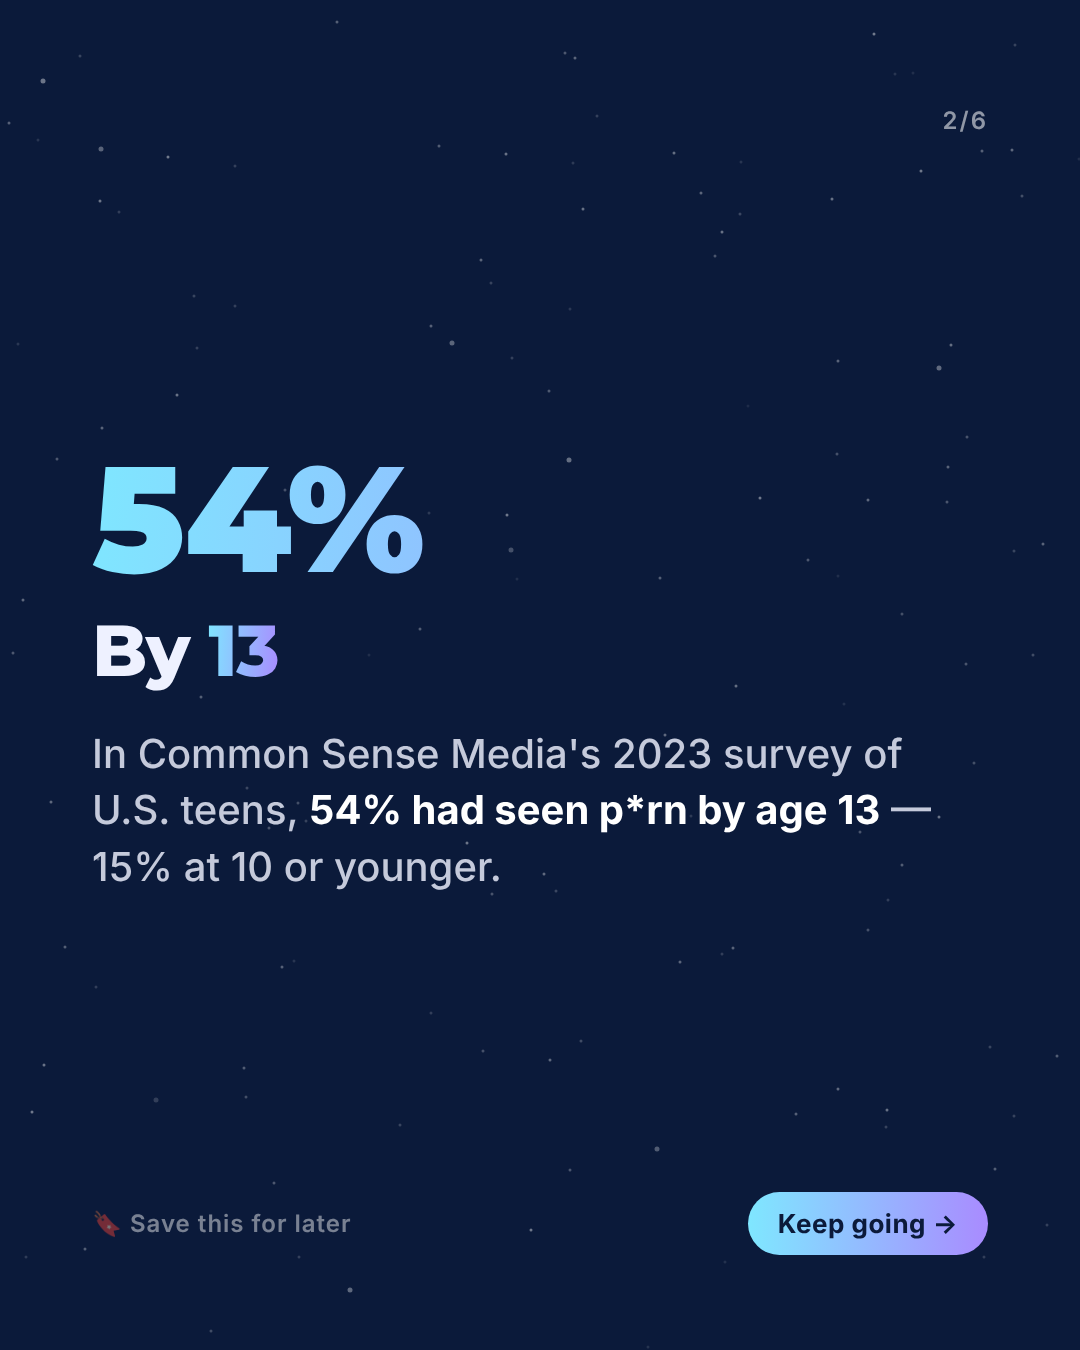 2/6
54%
By 13
In Common Sense Media's 2023 survey of
U.S. teens, 54% had seen p*rn by age 13 —
15% at 10 or younger.
🔖 Save this for later
Keep going →